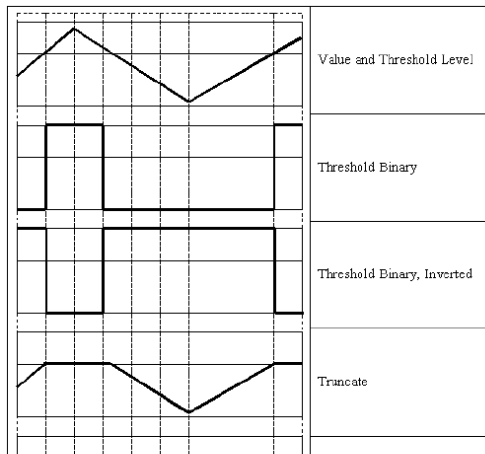 Value and Threshold Level
Threshold Binary
Threshold Binary, Inverted
Truncate